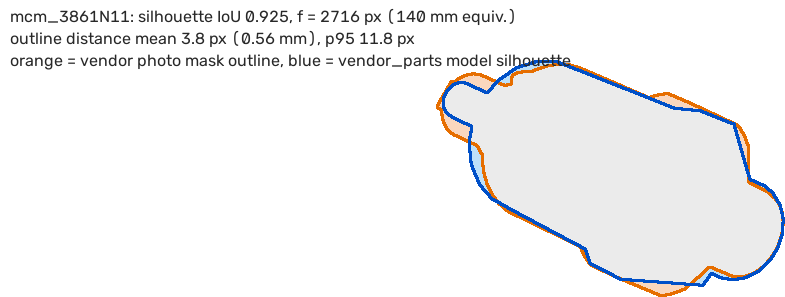 mcm_3861N11: silhouette IoU 0.925, f = 2716 px (140 mm equiv.)
outline distance mean 3.8 px (0.56 mm), p95 11.8 px
orange = vendor photo mask outline, blue = vendor_parts model silhouette